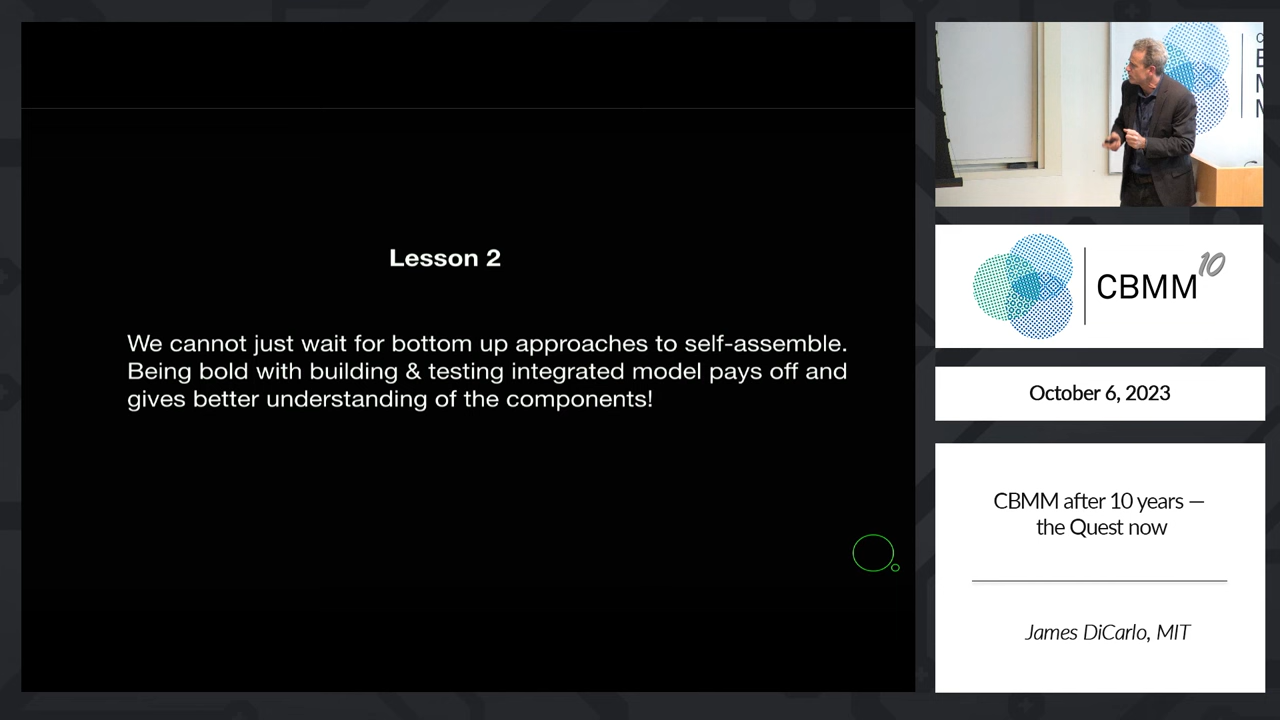 Lesson 2
We cannot just wait for bottom up approaches to self-assemble.
Being bold with building & testing integrated model pays off and
gives better understanding of the components!
CBMM 10
October 6, 2023
CBMM after 10 years —
the Quest now
James DiCarlo, MIT